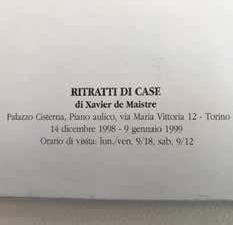 RITRATTI DI CASE
di Xavier de Maistre
Palazzo Cisterna, Piano aulico, via Maria Vittoria 12 - Torino
14 dicembre 1998 - 9 gennaio 1999
Orario di visita: lun./ven. 9/18, sab. 9/12